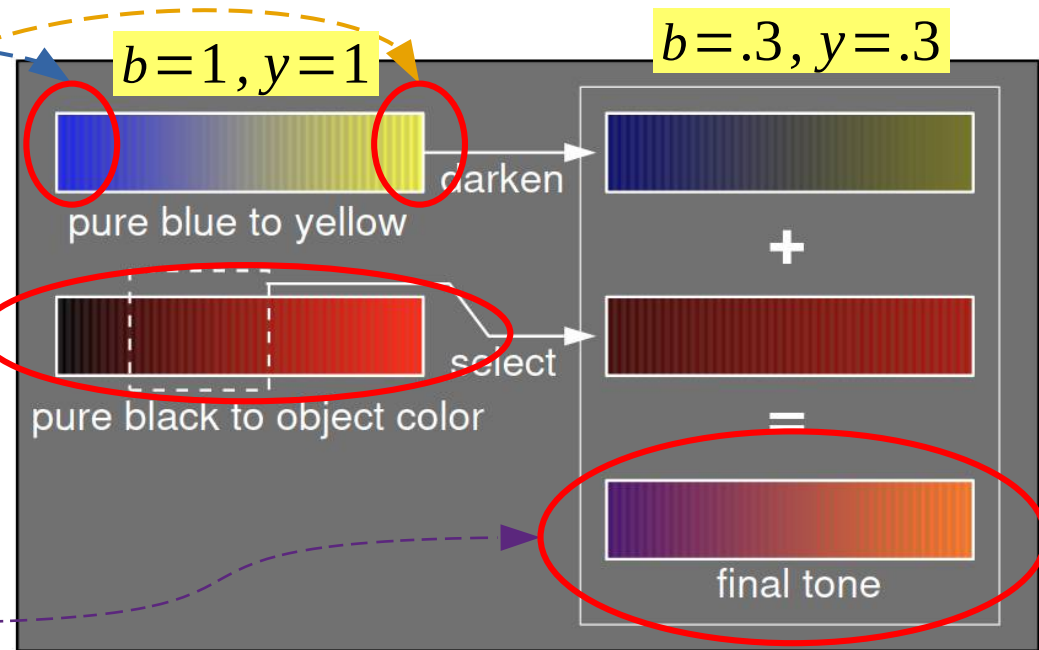 b=1, y=1
b=.3, y=.3
darken
pure blue to yellow
+
select
pure black to object color
=
final tone